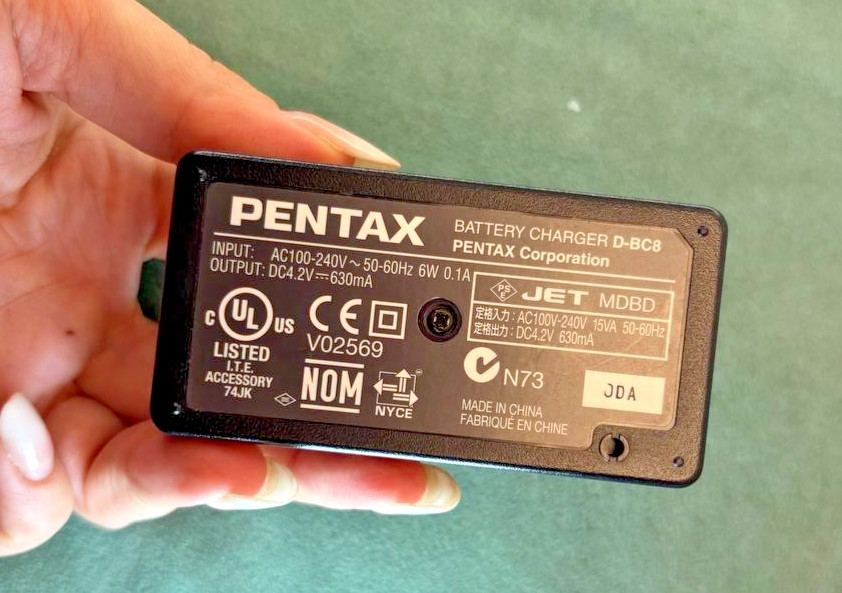 PENTAX
BATTERY CHARGER D-BC8
PENTAX Corporation
INPUT: AC100-240V～50-60Hz 6W 0.1A
OUTPUT: DC4.2V⎓630mA
PS
E
JET MDBD
定格入力：AC100V-240V 15VA 50-60Hz
定格出力：DC4.2V 630mA
C UL US
LISTED
I.T.E.
ACCESSORY
74JK
CE
V02569
NOM
NYCE
N73
JDA
MADE IN CHINA
FABRIQUÉ EN CHINE